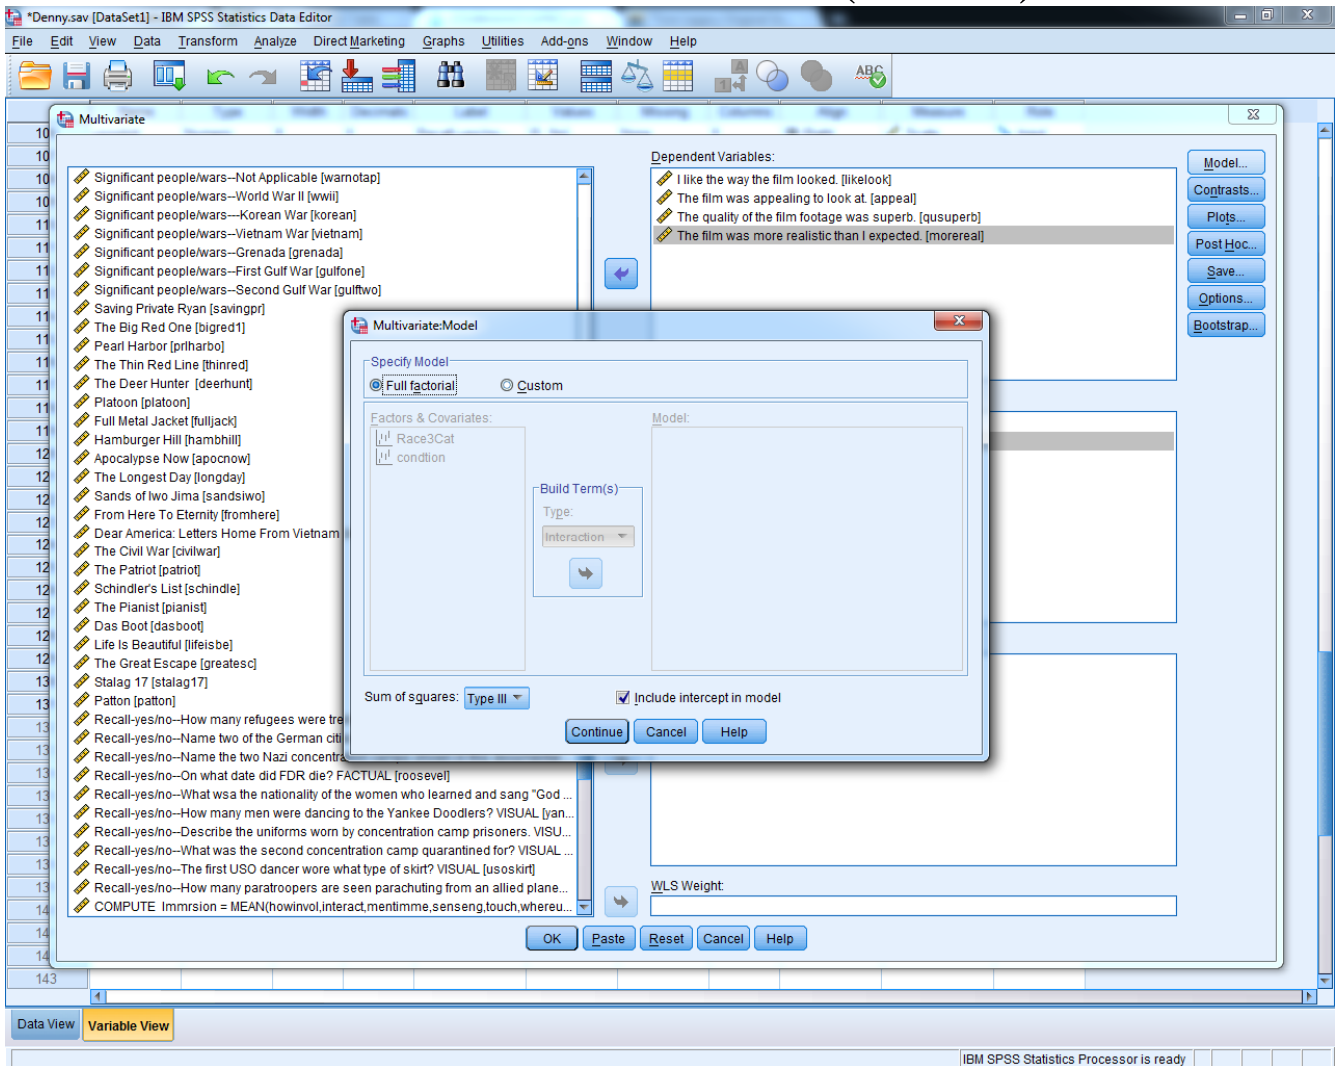 *Denny.sav [DataSet1] - IBM SPSS Statistics Data Editor
File Edit View Data Transform Analyze Direct Marketing Graphs Utilities Add-ons Window Help
Multivariate
Significant people/wars--Not Applicable [warnotap]
Significant people/wars--World War II [wwii]
Significant people/wars---Korean War [korean]
Significant people/wars--Vietnam War [vietnam]
Significant people/wars--Grenada [grenada]
Significant people/wars--First Gulf War [gulfone]
Significant people/wars--Second Gulf War [gulftwo]
Saving Private Ryan [savingpr]
The Big Red One [bigred1]
Pearl Harbor [prlharbo]
The Thin Red Line [thinred]
The Deer Hunter [deerhunt]
Platoon [platoon]
Full Metal Jacket [fulljack]
Hamburger Hill [hambhill]
Apocalypse Now [apocnow]
The Longest Day [longday]
Sands of Iwo Jima [sandsiwo]
From Here To Eternity [fromhere]
Dear America: Letters Home From Vietnam
The Civil War [civilwar]
The Patriot [patriot]
Schindler's List [schindle]
The Pianist [pianist]
Das Boot [dasboot]
Life Is Beautiful [lifeisbe]
The Great Escape [greatesc]
Stalag 17 [stalag17]
Patton [patton]
Recall-yes/no--How many refugees were tre
Recall-yes/no--Name two of the German citi
Recall-yes/no--Name the two Nazi concentra
Recall-yes/no--On what date did FDR die? FACTUAL [roosevel]
Recall-yes/no--What wsa the nationality of the women who learned and sang "God ...
Recall-yes/no--How many men were dancing to the Yankee Doodlers? VISUAL [yan...
Recall-yes/no--Describe the uniforms worn by concentration camp prisoners. VISU...
Recall-yes/no--What was the second concentration camp quarantined for? VISUAL ...
Recall-yes/no--The first USO dancer wore what type of skirt? VISUAL [usoskirt]
Recall-yes/no--How many paratroopers are seen parachuting from an allied plane...
COMPUTE Immrsion = MEAN(howinvol,interact,mentimme,senseng,touch,whereu...
Dependent Variables:
I like the way the film looked. [likelook]
The film was appealing to look at. [appeal]
The quality of the film footage was superb. [qusuperb]
The film was more realistic than I expected. [morereal]
Model...
Contrasts...
Plots...
Post Hoc...
Save...
Options...
Bootstrap...
Multivariate:Model
Specify Model
Full factorial Custom
Factors & Covariates:
Race3Cat
condtion
Build Term(s)
Type:
Interaction
Model:
Sum of squares: Type III Include intercept in model
Continue Cancel Help
WLS Weight:
OK Paste Reset Cancel Help
143
Data View Variable View
IBM SPSS Statistics Processor is ready